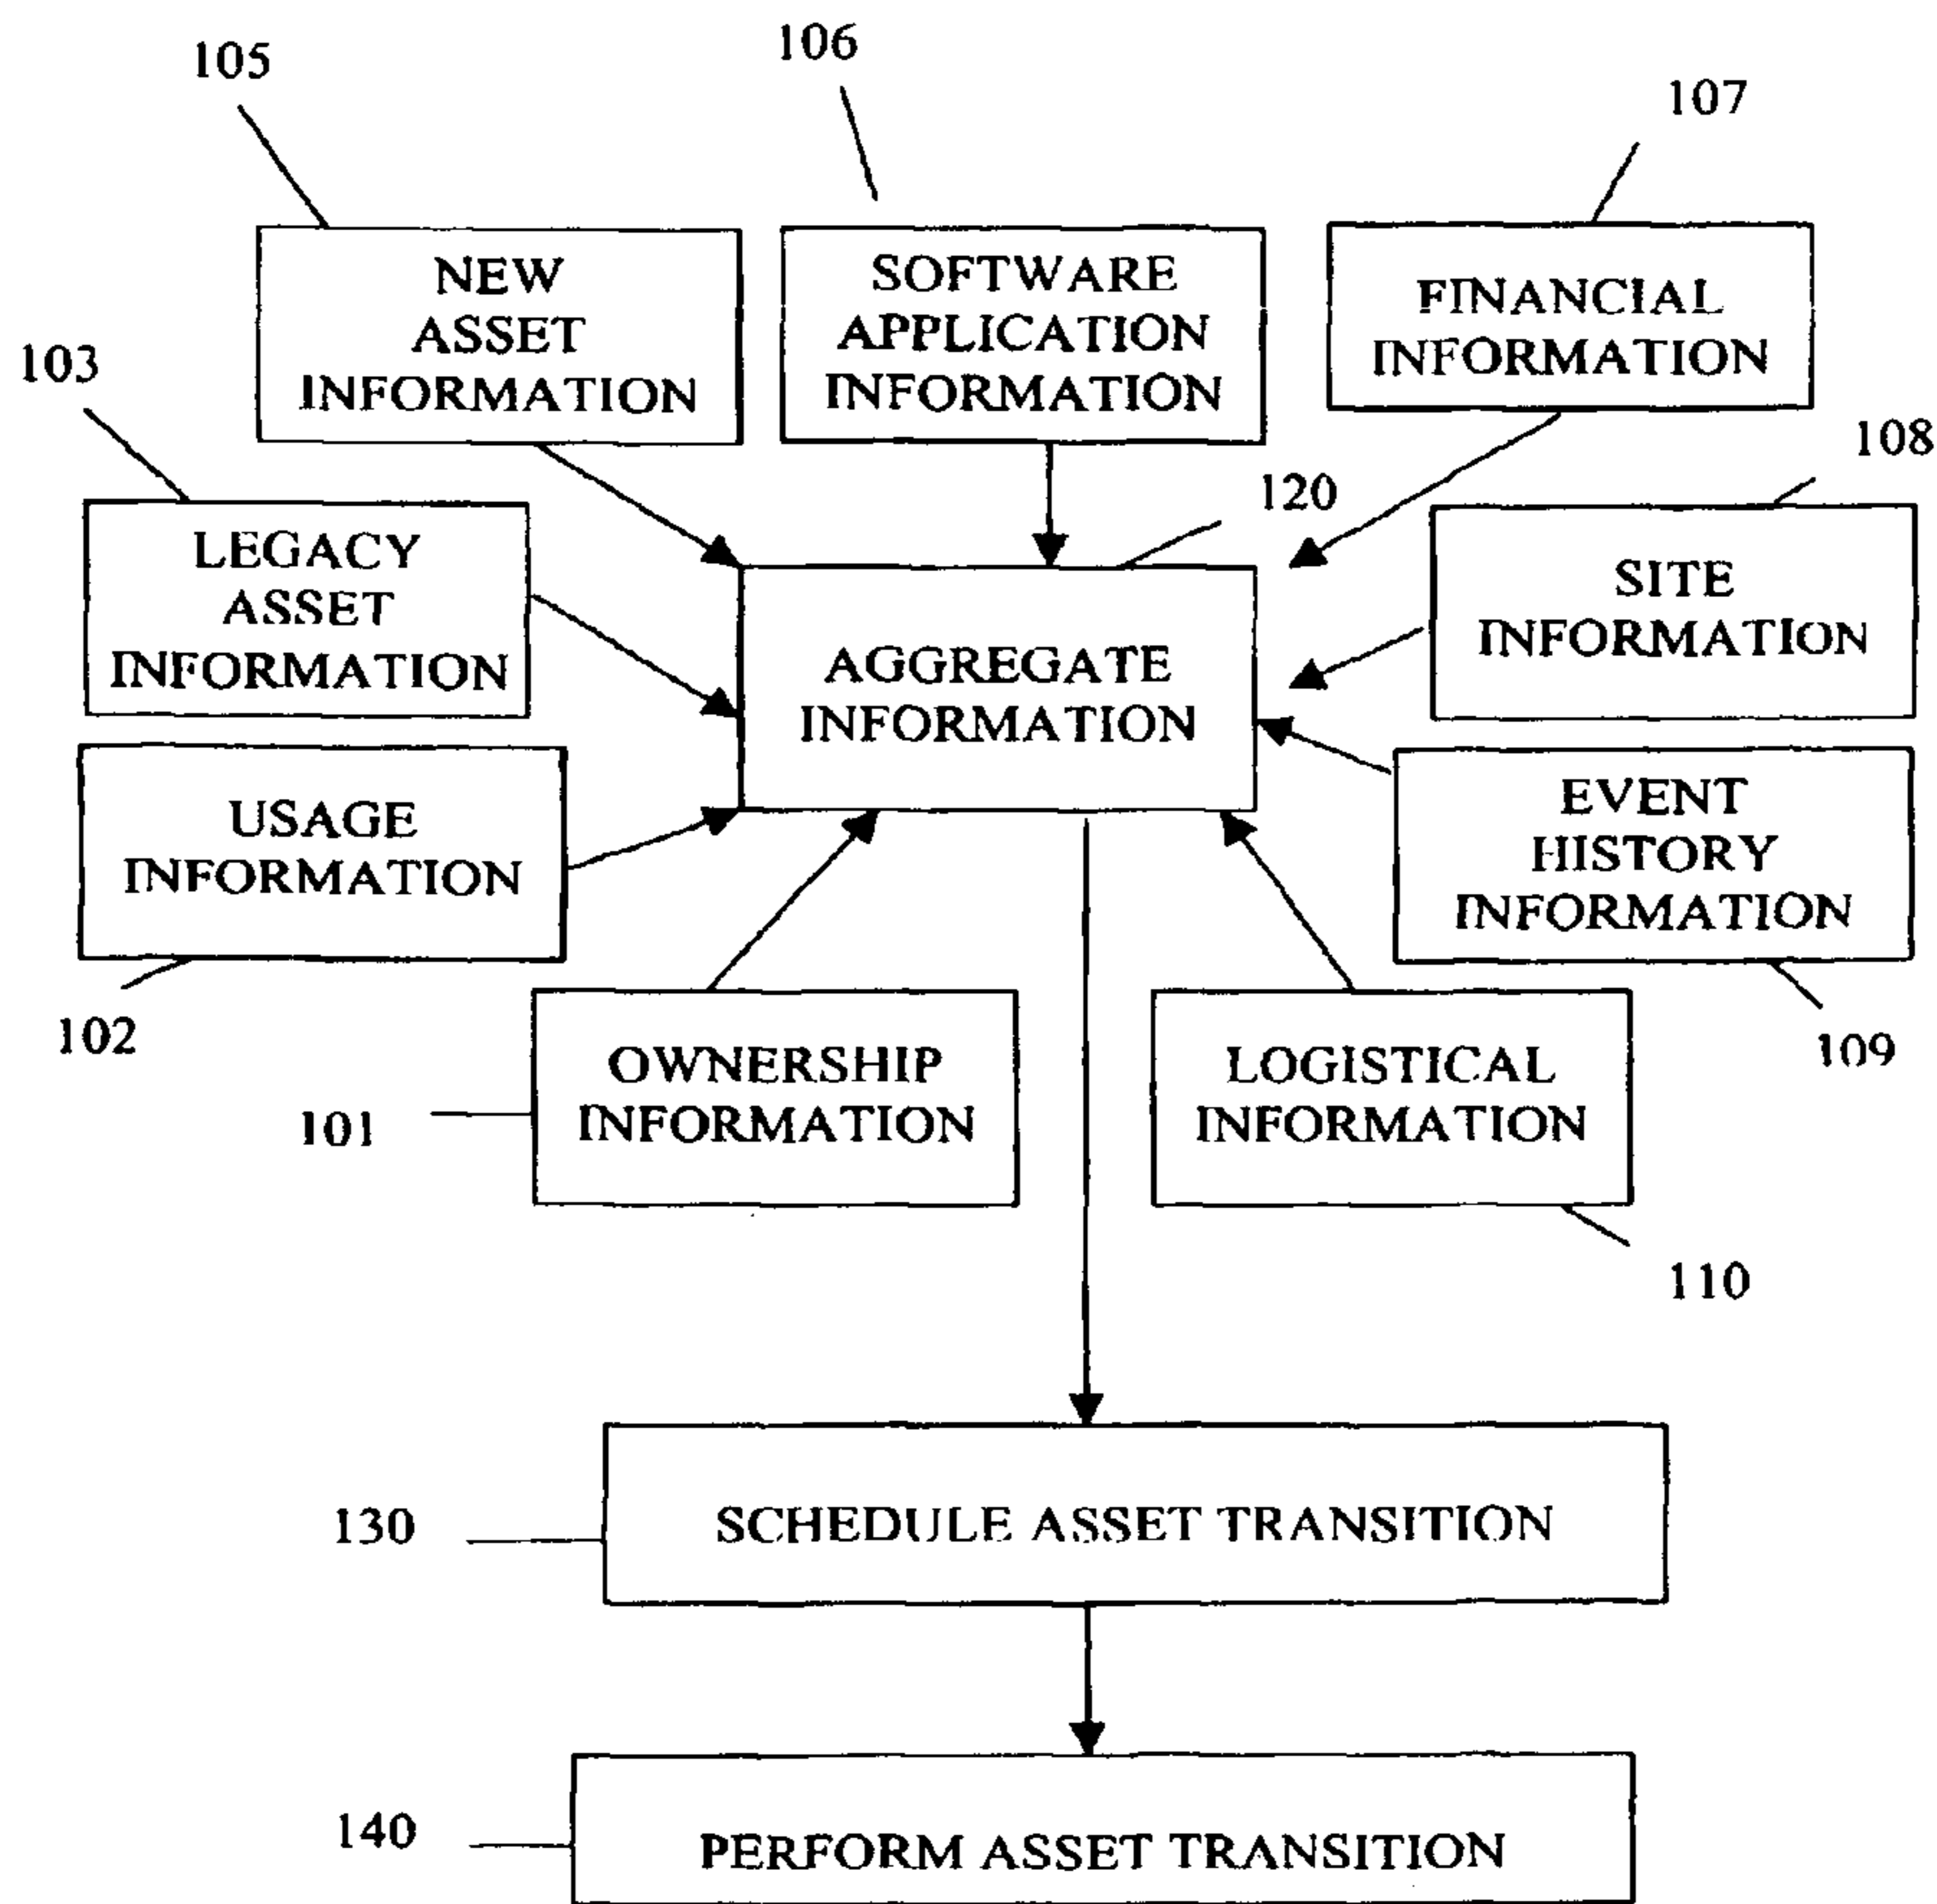 105
106
107
NEW
ASSET
INFORMATION
SOFTWARE
APPLICATION
INFORMATION
FINANCIAL
INFORMATION
103
108
120
LEGACY
ASSET
INFORMATION
SITE
INFORMATION
AGGREGATE
INFORMATION
USAGE
INFORMATION
EVENT
HISTORY
INFORMATION
102
109
101
OWNERSHIP
INFORMATION
LOGISTICAL
INFORMATION
110
130
SCHEDULE ASSET TRANSITION
140
PERFORM ASSET TRANSITION